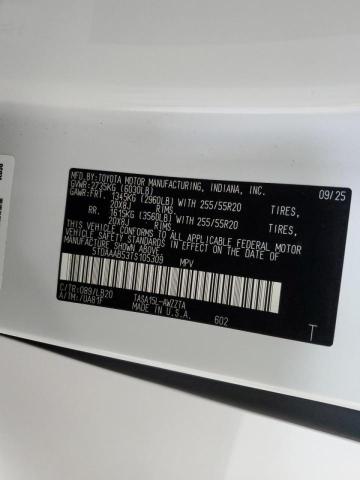 MFD.BY:TOYOTA MOTOR MANUFACTURING, INDIANA, INC. 09/25
GVWR:2735KG (6030LB)
GAWR:FRT. 1345KG (2960LB) WITH 255/55R20 TIRES,
20X8J RIMS.
RR. 1615KG (3560LB) WITH 255/55R20 TIRES,
20X8J RIMS.
THIS VEHICLE CONFORMS TO ALL APPLICABLE FEDERAL MOTOR
VEHICLE SAFETY STANDARDS IN EFFECT ON THE DATE OF
MANUFACTURE SHOWN ABOVE.
5TDAAAB53TS105309 MPV
C/TR:089/LB20 TASA15L-AWZZTA
A/TM:/UAB1F MADE IN U.S.A. 602
T